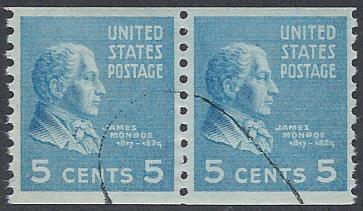 UNITED
STATES
POSTAGE
JAMES
MONROE
1817-1825
5 CENTS 5
UNITED
STATES
POSTAGE
JAMES
MONROE
1817-1825
5 CENTS 5